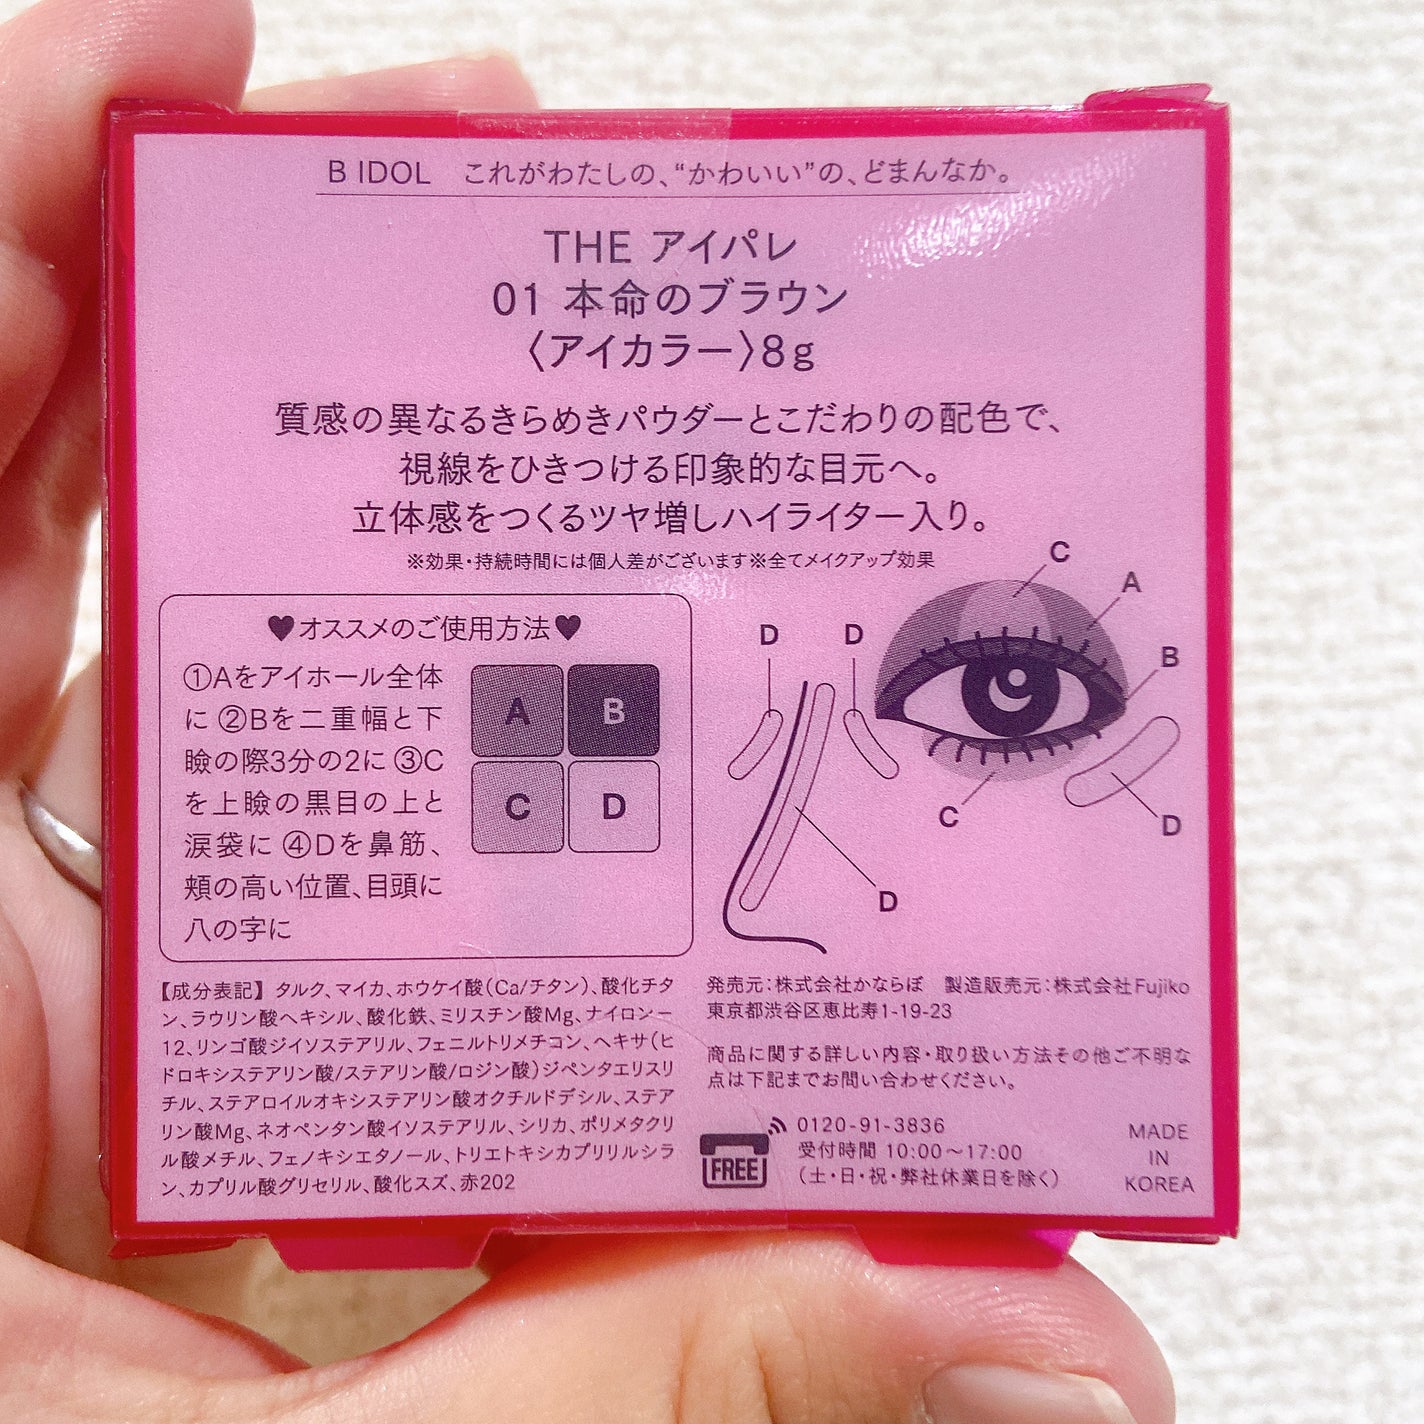 B IDOL これがわたしの、“かわいい”の、どまんなか。
THE アイパレ
01 本命のブラウン
〈アイカラー〉8g
質感の異なるきらめきパウダーとこだわりの配色で、
視線をひきつける印象的な目元へ。
立体感をつくるツヤ増しハイライター入り。
※効果・持続時間には個人差がございます※全てメイクアップ効果
♥オススメのご使用方法♥
①Aをアイホール全体
に ②Bを二重幅と下
瞼の際3分の2に ③C
を上瞼の黒目の上と
涙袋に ④Dを鼻筋、
頬の高い位置、目頭に
八の字に
A B
C D
C
A
B
D D
C
D
D
【成分表記】タルク、マイカ、ホウケイ酸(Ca/チタン)、酸化チタ
ン、ラウリン酸ヘキシル、酸化鉄、ミリスチン酸Mg、ナイロン－
12、リンゴ酸ジイソステアリル、フェニルトリメチコン、ヘキサ(ヒ
ドロキシステアリン酸/ステアリン酸/ロジン酸)ジペンタエリスリ
チル、ステアロイルオキシステアリン酸オクチルドデシル、ステア
リン酸Mg、ネオペンタン酸イソステアリル、シリカ、ポリメタクリ
ル酸メチル、フェノキシエタノール、トリエトキシカプリリルシラ
ン、カプリル酸グリセリル、酸化スズ、赤202
発売元：株式会社かならぼ 製造販売元：株式会社Fujiko
東京都渋谷区恵比寿1-19-23
商品に関する詳しい内容・取り扱い方法その他ご不明な
点は下記までお問い合わせください。
FREE
0120-91-3836
受付時間 10:00～17:00
(土・日・祝・弊社休業日を除く)
MADE
IN
KOREA